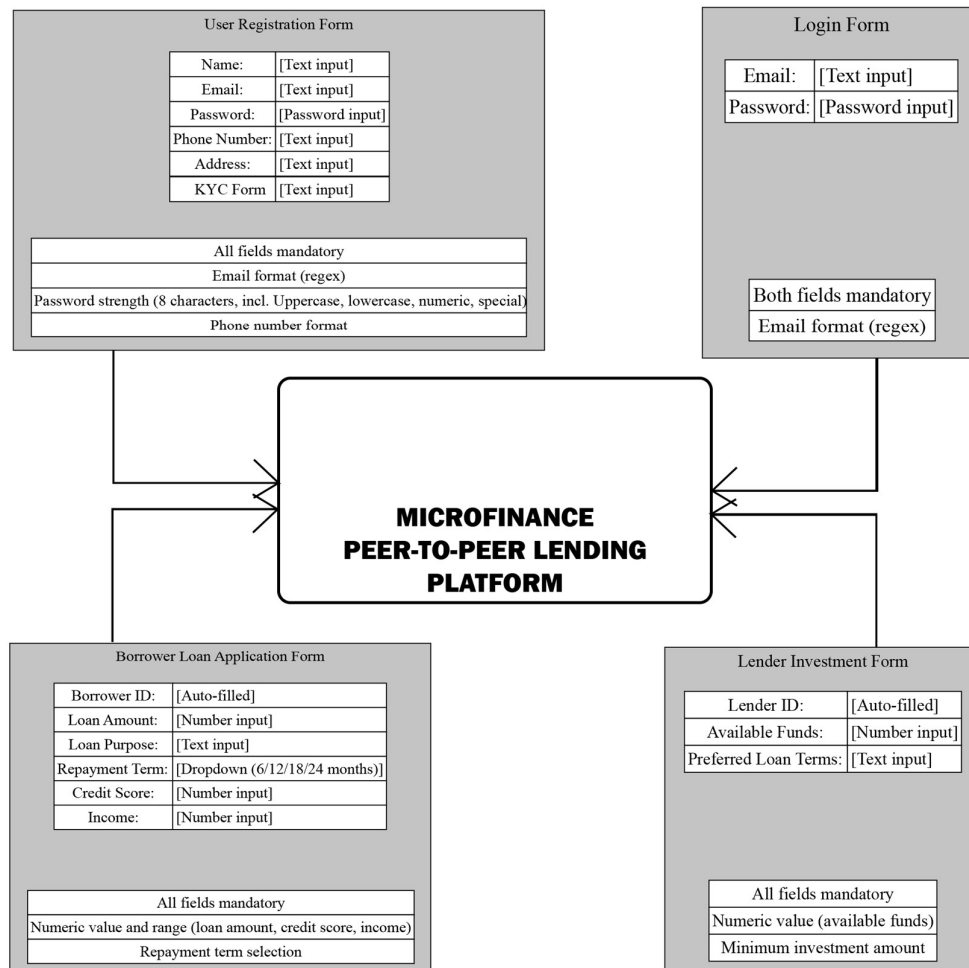 User Registration Form
Name: [Text input]
Email: [Text input]
Password: [Password input]
Phone Number: [Text input]
Address: [Text input]
KYC Form [Text input]
All fields mandatory
Email format (regex)
Password strength (8 characters, incl. Uppercase, lowercase, numeric, special)
Phone number format
Login Form
Email: [Text input]
Password: [Password input]
Both fields mandatory
Email format (regex)
MICROFINANCE
PEER-TO-PEER LENDING
PLATFORM
Borrower Loan Application Form
Borrower ID: [Auto-filled]
Loan Amount: [Number input]
Loan Purpose: [Text input]
Repayment Term: [Dropdown (6/12/18/24 months)]
Credit Score: [Number input]
Income: [Number input]
All fields mandatory
Numeric value and range (loan amount, credit score, income)
Repayment term selection
Lender Investment Form
Lender ID: [Auto-filled]
Available Funds: [Number input]
Preferred Loan Terms: [Text input]
All fields mandatory
Numeric value (available funds)
Minimum investment amount